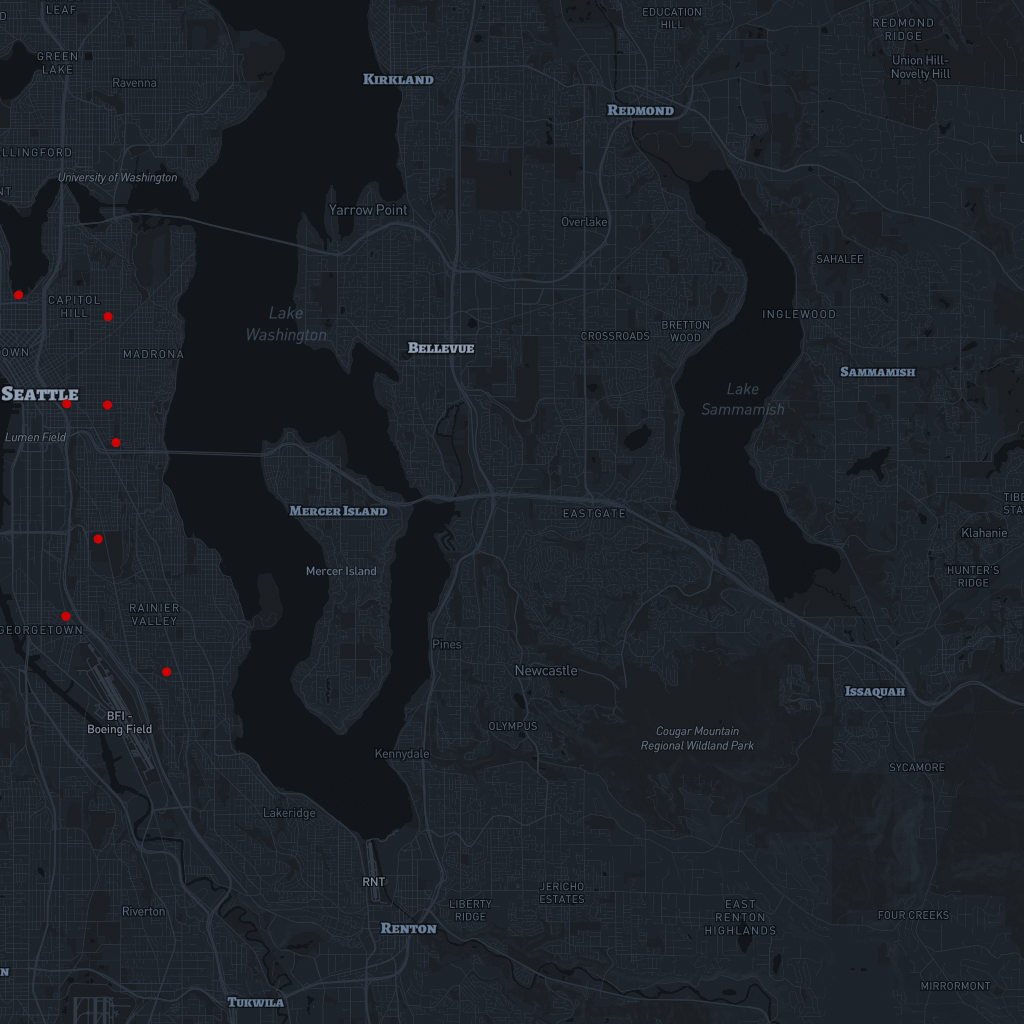 LEAF
EDUCATION
HILL
REDMOND
RIDGE
GREEN
LAKE
Ravenna
KIRKLAND
Union Hill-
Novelty Hill
REDMOND
LLINGFORD
University of Washington
NT
Yarrow Point
Overlake
SAHALEE
CAPITOL
HILL
Lake
Washington
INGLEWOOD
BRETTON
WOOD
CROSSROADS
OWN
MADRONA
BELLEVUE
SAMMAMISH
SEATTLE
Lake
Sammamish
Lumen Field
MERCER ISLAND
EASTGATE
TIBE
STA
Klahanie
Mercer Island
HUNTER'S
RIDGE
RAINIER
VALLEY
GEORGETOWN
Pines
Newcastle
ISSAQUAH
BFI -
Boeing Field
OLYMPUS
Cougar Mountain
Regional Wildland Park
Kennydale
SYCAMORE
Lakeridge
RNT
JERICHO
ESTATES
LIBERTY
RIDGE
Riverton
EAST
RENTON
HIGHLANDS
FOUR CREEKS
RENTON
N
MIRRORMONT
TUKWILA